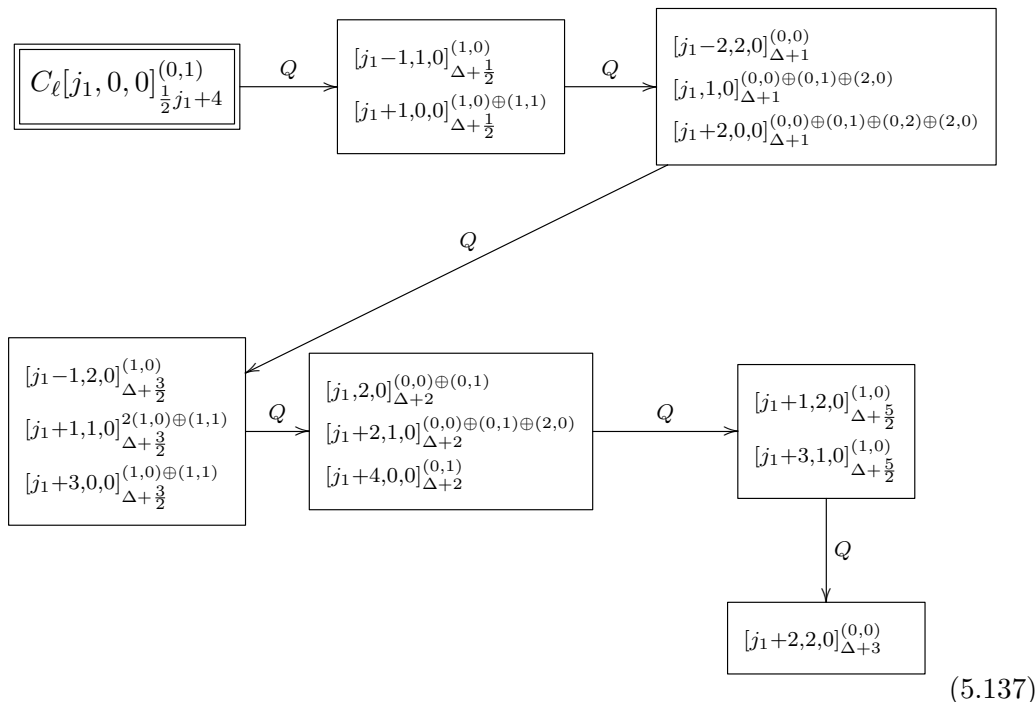 C_ℓ[j_1, 0, 0]^{(0,1)}_{\frac{1}{2}j_1+4}
Q
[j_1−1,1,0]^{(1,0)}_{Δ+\frac{1}{2}}
[j_1+1,0,0]^{(1,0)⊕(1,1)}_{Δ+\frac{1}{2}}
Q
[j_1−2,2,0]^{(0,0)}_{Δ+1}
[j_1,1,0]^{(0,0)⊕(0,1)⊕(2,0)}_{Δ+1}
[j_1+2,0,0]^{(0,0)⊕(0,1)⊕(0,2)⊕(2,0)}_{Δ+1}
Q
[j_1−1,2,0]^{(1,0)}_{Δ+\frac{3}{2}}
[j_1+1,1,0]^{2(1,0)⊕(1,1)}_{Δ+\frac{3}{2}}
[j_1+3,0,0]^{(1,0)⊕(1,1)}_{Δ+\frac{3}{2}}
Q
[j_1,2,0]^{(0,0)⊕(0,1)}_{Δ+2}
[j_1+2,1,0]^{(0,0)⊕(0,1)⊕(2,0)}_{Δ+2}
[j_1+4,0,0]^{(0,1)}_{Δ+2}
Q
[j_1+1,2,0]^{(1,0)}_{Δ+\frac{5}{2}}
[j_1+3,1,0]^{(1,0)}_{Δ+\frac{5}{2}}
Q
[j_1+2,2,0]^{(0,0)}_{Δ+3}
(5.137)